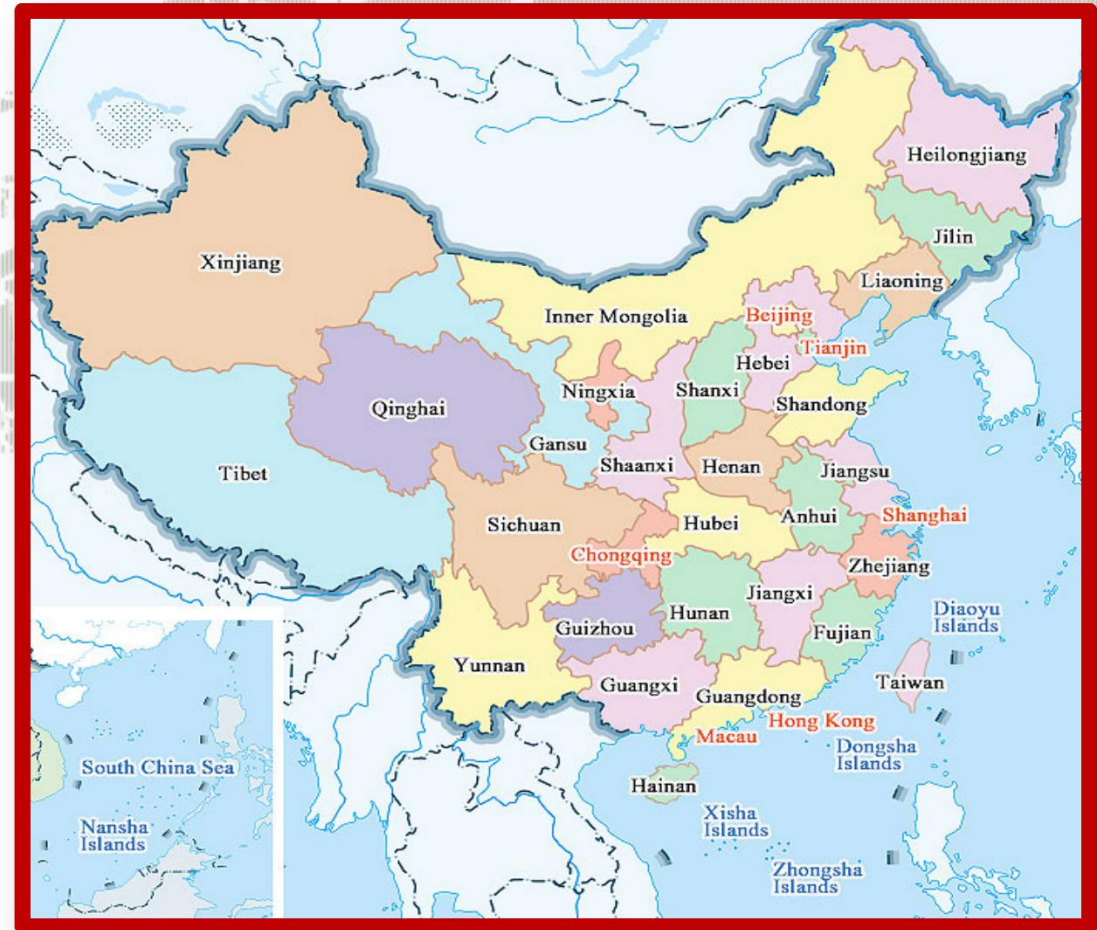 Heilongjiang
Jilin
Xinjiang
Liaoning
Inner Mongolia
Beijing
Tianjin
Hebei
Ningxia
Shanxi
Qinghai
Shandong
Gansu
Shaanxi
Henan
Jiangsu
Tibet
Sichuan
Hubei
Anhui
Shanghai
Chongqing
Zhejiang
Jiangxi
Hunan
Diaoyu
Islands
Guizhou
Fujian
Yunnan
Guangxi
Guangdong
Taiwan
Hong Kong
Macau
Dongsha
Islands
South China Sea
Hainan
Xisha
Islands
Nansha
Islands
Zhongsha
Islands